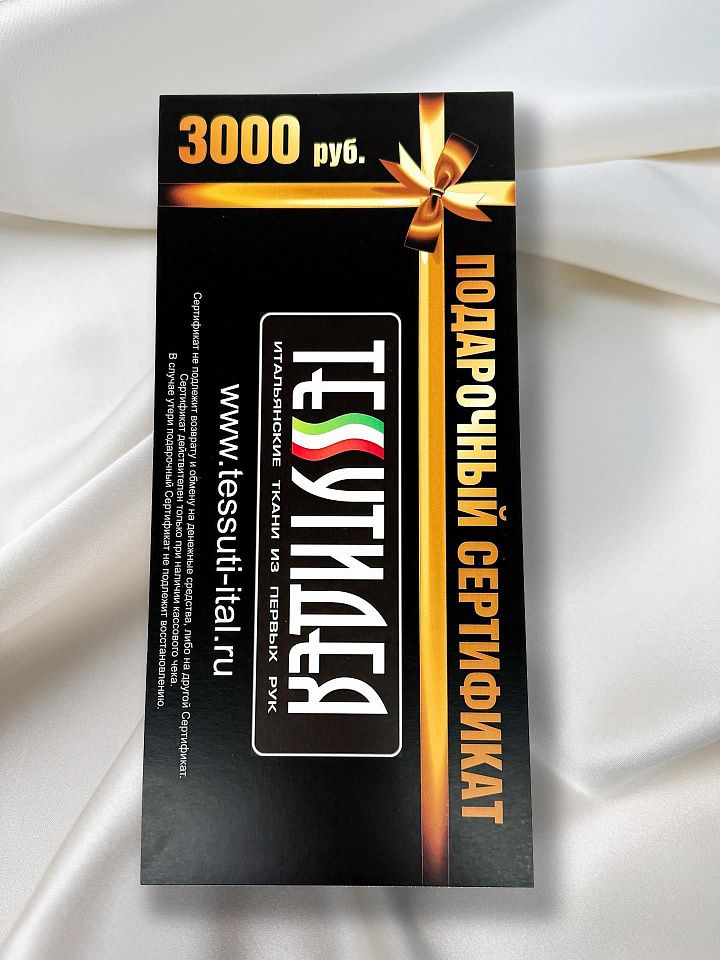 3000 руб.
ПОДАРОЧНЫЙ СЕРТИФИКАТ
ТЕССУТИДЕЯ
ИТАЛЬЯНСКИЕ ТКАНИ ИЗ ПЕРВЫХ РУК
www.tessuti-ital.ru
Сертификат не подлежит возврату и обмену на денежные средства, либо на другой Сертификат.
Сертификат действителен только при наличии кассового чека.
В случае утери подарочный Сертификат не подлежит восстановлению.